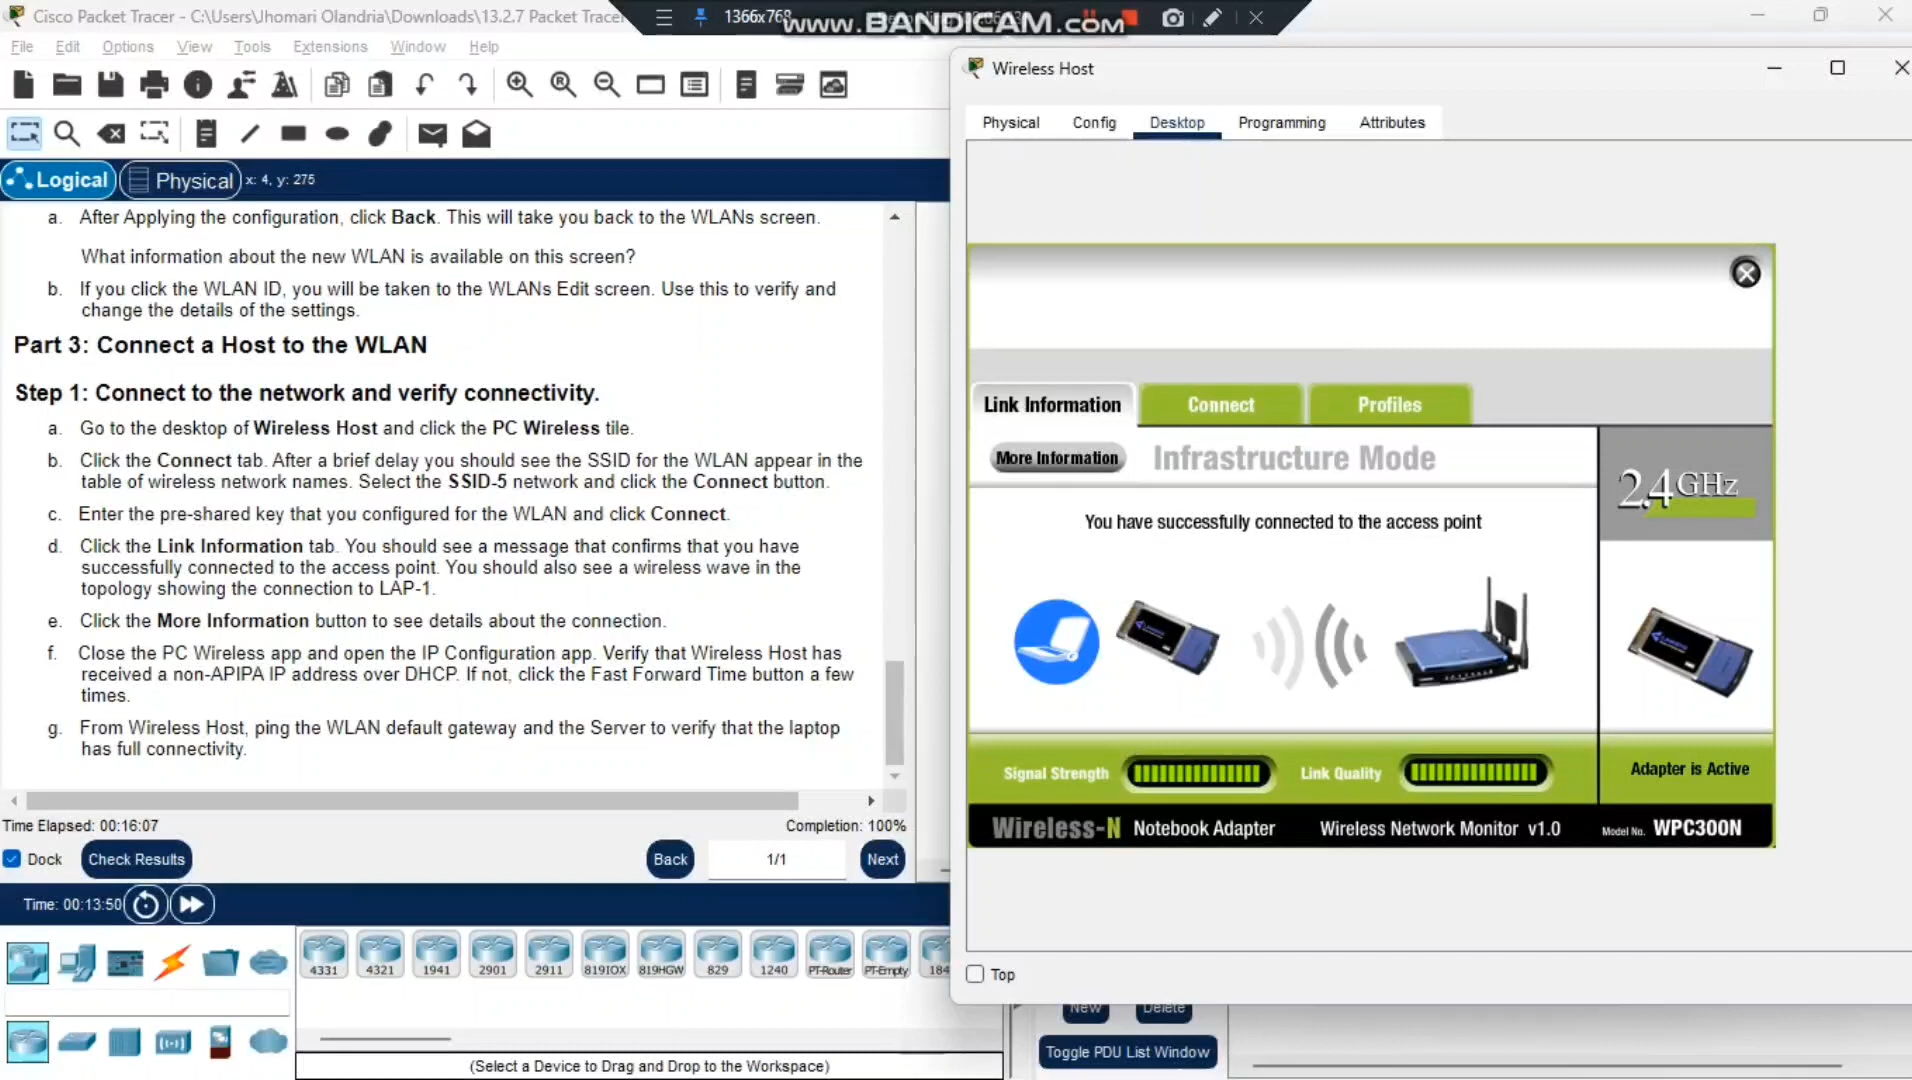 Cisco Packet Tracer - C:\Users\Jhomari Olandria\Downloads\13.2.7 Packet Tracer
1366x768
www.BANDICAM.com
File Edit Options View Tools Extensions Window Help
Logical
Physical
x: 4, y: 275
a. After Applying the configuration, click Back. This will take you back to the WLANs screen.
What information about the new WLAN is available on this screen?
b. If you click the WLAN ID, you will be taken to the WLANs Edit screen. Use this to verify and
change the details of the settings.
Part 3: Connect a Host to the WLAN
Step 1: Connect to the network and verify connectivity.
a. Go to the desktop of Wireless Host and click the PC Wireless tile.
b. Click the Connect tab. After a brief delay you should see the SSID for the WLAN appear in the
table of wireless network names. Select the SSID-5 network and click the Connect button.
c. Enter the pre-shared key that you configured for the WLAN and click Connect.
d. Click the Link Information tab. You should see a message that confirms that you have
successfully connected to the access point. You should also see a wireless wave in the
topology showing the connection to LAP-1.
e. Click the More Information button to see details about the connection.
f. Close the PC Wireless app and open the IP Configuration app. Verify that Wireless Host has
received a non-APIPA IP address over DHCP. If not, click the Fast Forward Time button a few
times.
g. From Wireless Host, ping the WLAN default gateway and the Server to verify that the laptop
has full connectivity.
Time Elapsed: 00:16:07
Completion: 100%
Dock
Check Results
Back
1/1
Next
Time: 00:13:50
4331 4321 1941 2901 2911 819IOX 819HGW 829 1240 PT-Router PT-Empty 184
(Select a Device to Drag and Drop to the Workspace)
Wireless Host
Physical Config Desktop Programming Attributes
Link Information
Connect
Profiles
More Information
Infrastructure Mode
2.4GHz
You have successfully connected to the access point
Signal Strength
Link Quality
Adapter is Active
Wireless-N Notebook Adapter
Wireless Network Monitor v1.0
Model No. WPC300N
Top
New
Delete
Toggle PDU List Window